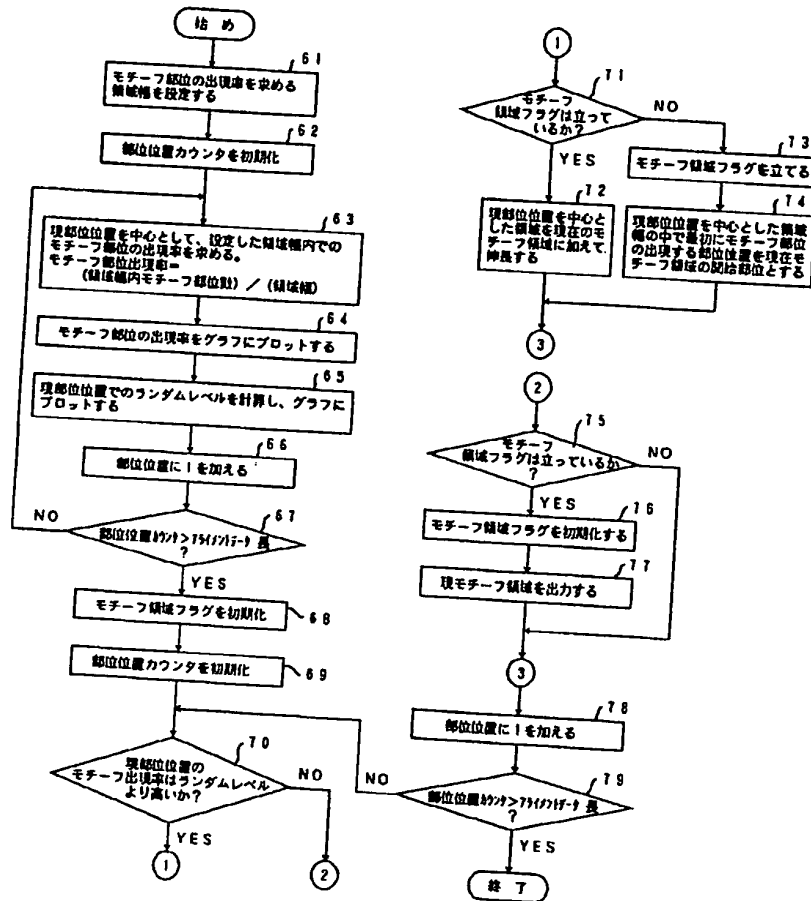 始め
61
モチーフ部位の出現率を求める
領域幅を設定する
62
部位位置カウンタを初期化
63
現部位位置を中心として、設定した領域幅内での
モチーフ部位の出現率を求める。
モチーフ部位出現率=
(領域幅内モチーフ部位数)／(領域幅)
64
モチーフ部位の出現率をグラフにプロットする
65
現部位位置でのランダムレベルを計算し、グラフに
プロットする
66
部位位置に1を加える
67
NO
部位位置カウンタ>アライメントデータ長
?
YES
モチーフ領域フラグを初期化
68
部位位置カウンタを初期化
69
70
現部位位置の
モチーフ出現率はランダムレベル
より高いか?
NO
YES
1
2
1
71
モチーフ
領域フラグは立って
いるか?
NO
YES
73
モチーフ領域フラグを立てる
72
現部位位置を中心と
した領域を現在のモ
チーフ領域に加えて
伸長する
74
現部位位置を中心とした領域
幅の中で最初にモチーフ部位
の出現する部位位置を現在モ
チーフ領域の開始部位とする
3
2
75
モチーフ
領域フラグは立っているか
?
NO
YES
76
モチーフ領域フラグを初期化する
77
現モチーフ領域を出力する
3
78
部位位置に1を加える
79
NO
部位位置カウンタ>アライメントデータ長
?
YES
終了